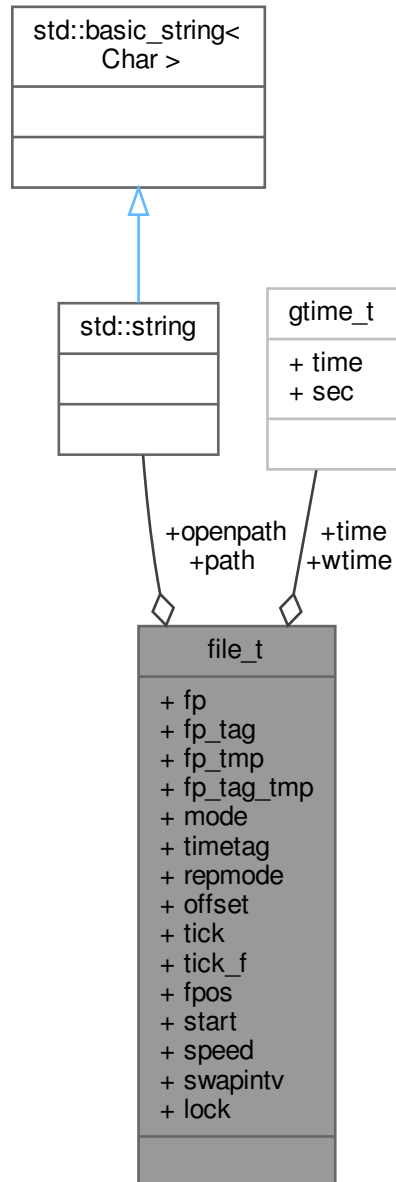 std::basic_string<
Char >
std::string
gtime_t
+ time
+ sec
+openpath
+path
+time
+wtime
file_t
+ fp
+ fp_tag
+ fp_tmp
+ fp_tag_tmp
+ mode
+ timetag
+ repmode
+ offset
+ tick
+ tick_f
+ fpos
+ start
+ speed
+ swapintv
+ lock